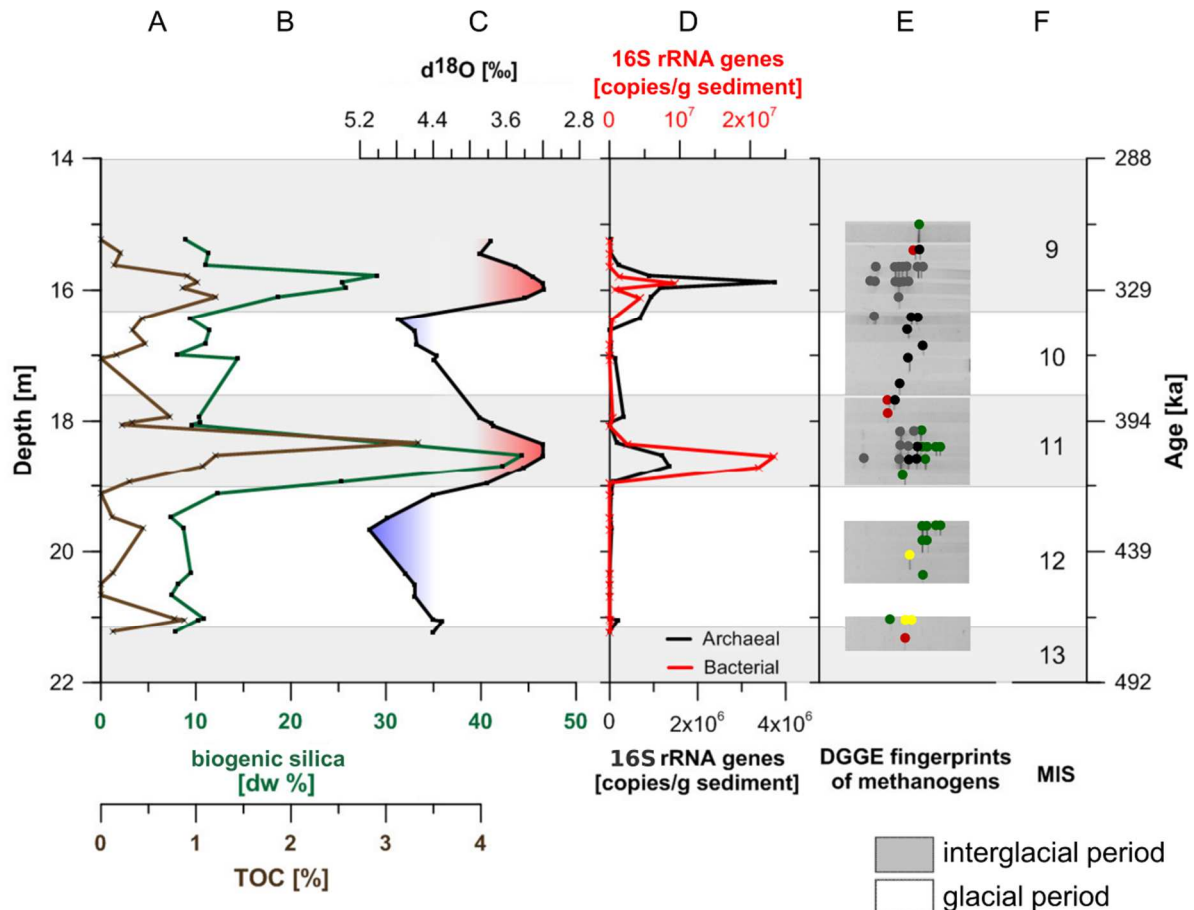 A B C D E F
d18O [‰]
5.2 4.4 3.6 2.8
16S rRNA genes
[copies/g sediment]
0 10⁷ 2x10⁷
14
16
18
20
22
Depth [m]
288
329
394
439
492
Age [ka]
9
10
11
12
13
Archaeal
Bacterial
0 10 20 30 40 50
biogenic silica
[dw %]
0 1 2 3 4
TOC [%]
0 2x10⁶ 4x10⁶
16S rRNA genes
[copies/g sediment]
DGGE fingerprints
of methanogens
MIS
interglacial period
glacial period